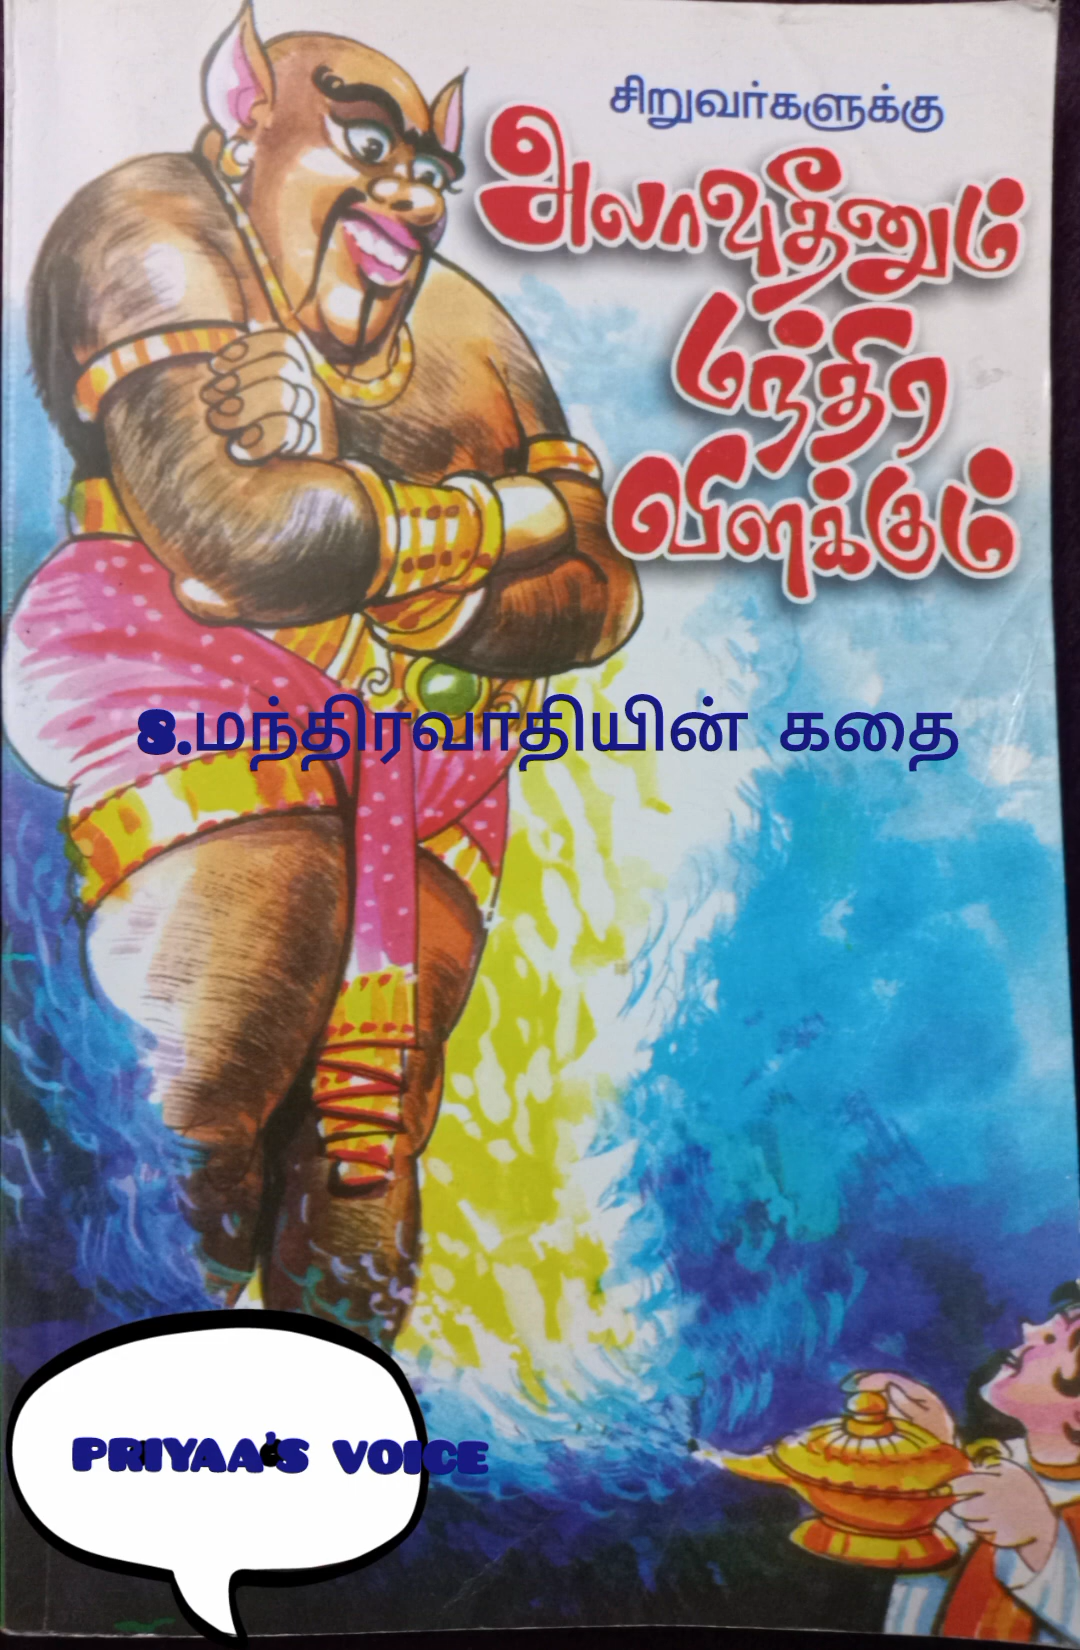 சிறுவர்களுக்கு
அலாவுதீனும்
மந்திர
விளக்கும்
8.மந்திரவாதியின் கதை
PRIYAA'S VOICE